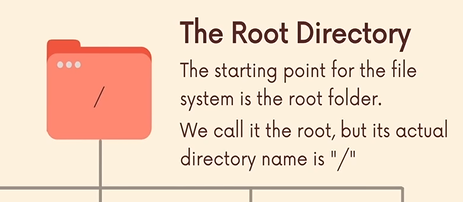 The Root Directory
The starting point for the file
system is the root folder.
We call it the root, but its actual
directory name is "/"
/